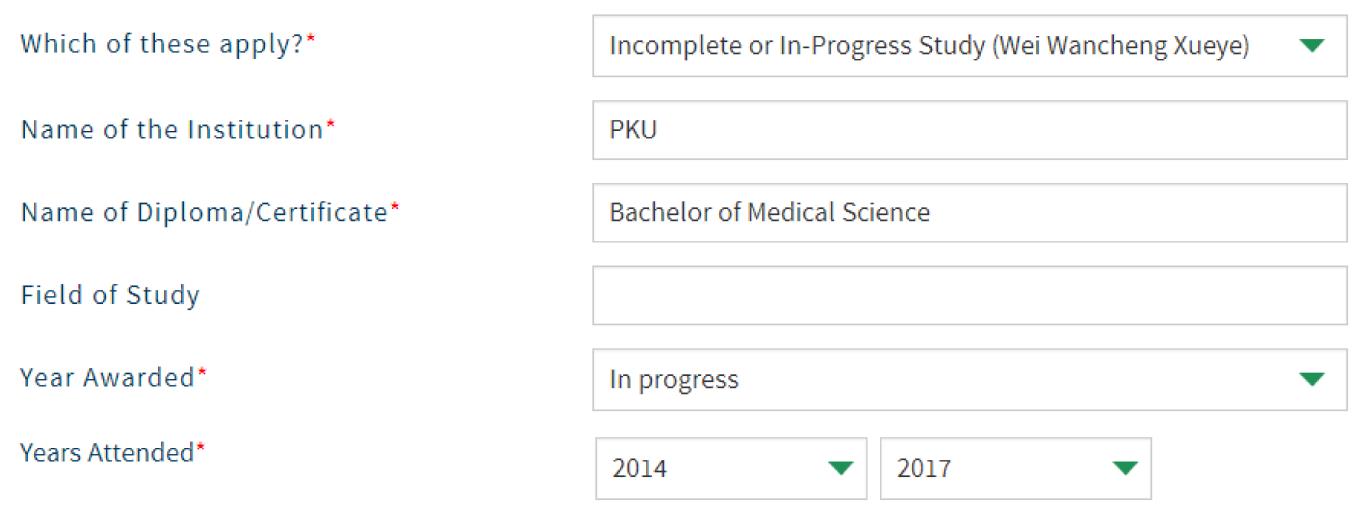 Which of these apply?* Incomplete or In-Progress Study (Wei Wancheng Xueye)
Name of the Institution* PKU
Name of Diploma/Certificate* Bachelor of Medical Science
Field of Study
Year Awarded* In progress
Years Attended* 2014 2017